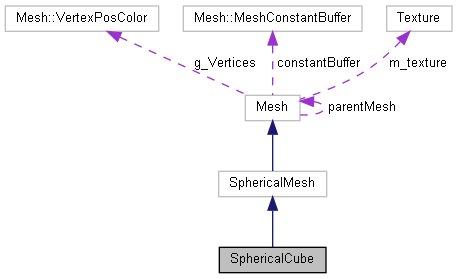 Mesh::VertexPosColor
Mesh::MeshConstantBuffer
Texture
g_Vertices
constantBuffer
m_texture
Mesh
parentMesh
SphericalMesh
SphericalCube